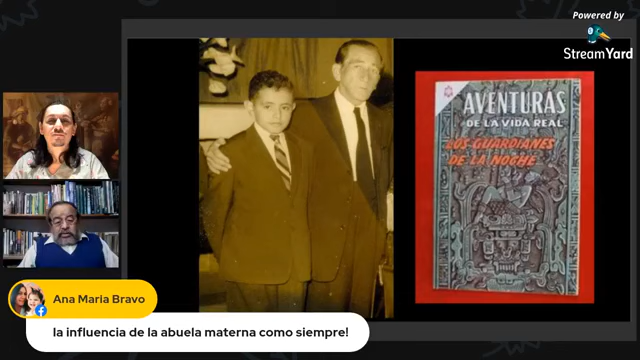 Powered by
StreamYard
AVENTURAS
DE LA VIDA REAL
LOS GUARDIANES
DE LA NOCHE
Ana Maria Bravo
la influencia de la abuela materna como siempre!